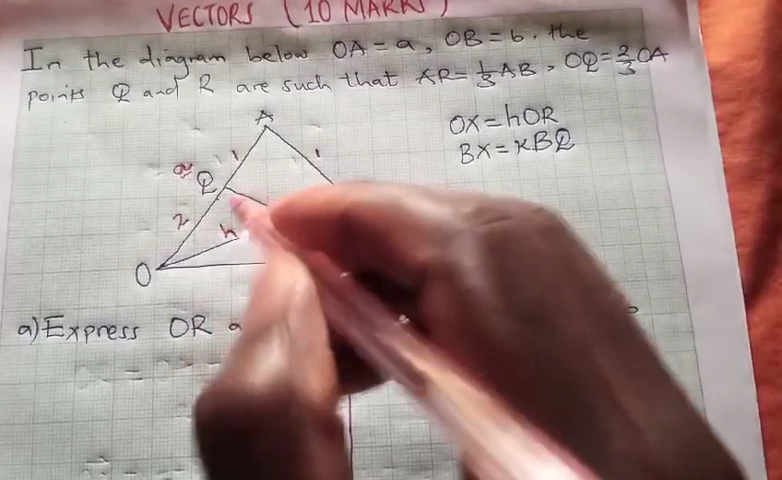 VECTORS (10 MARKS)
In the diagram below OA = a, OB = b. the
points Q and R are such that AR = 1/3 AB, OQ = 2/3 OA
OX = hOR
BX = KBQ
A
1
1
a
Q
2
h
O
a) Express OR